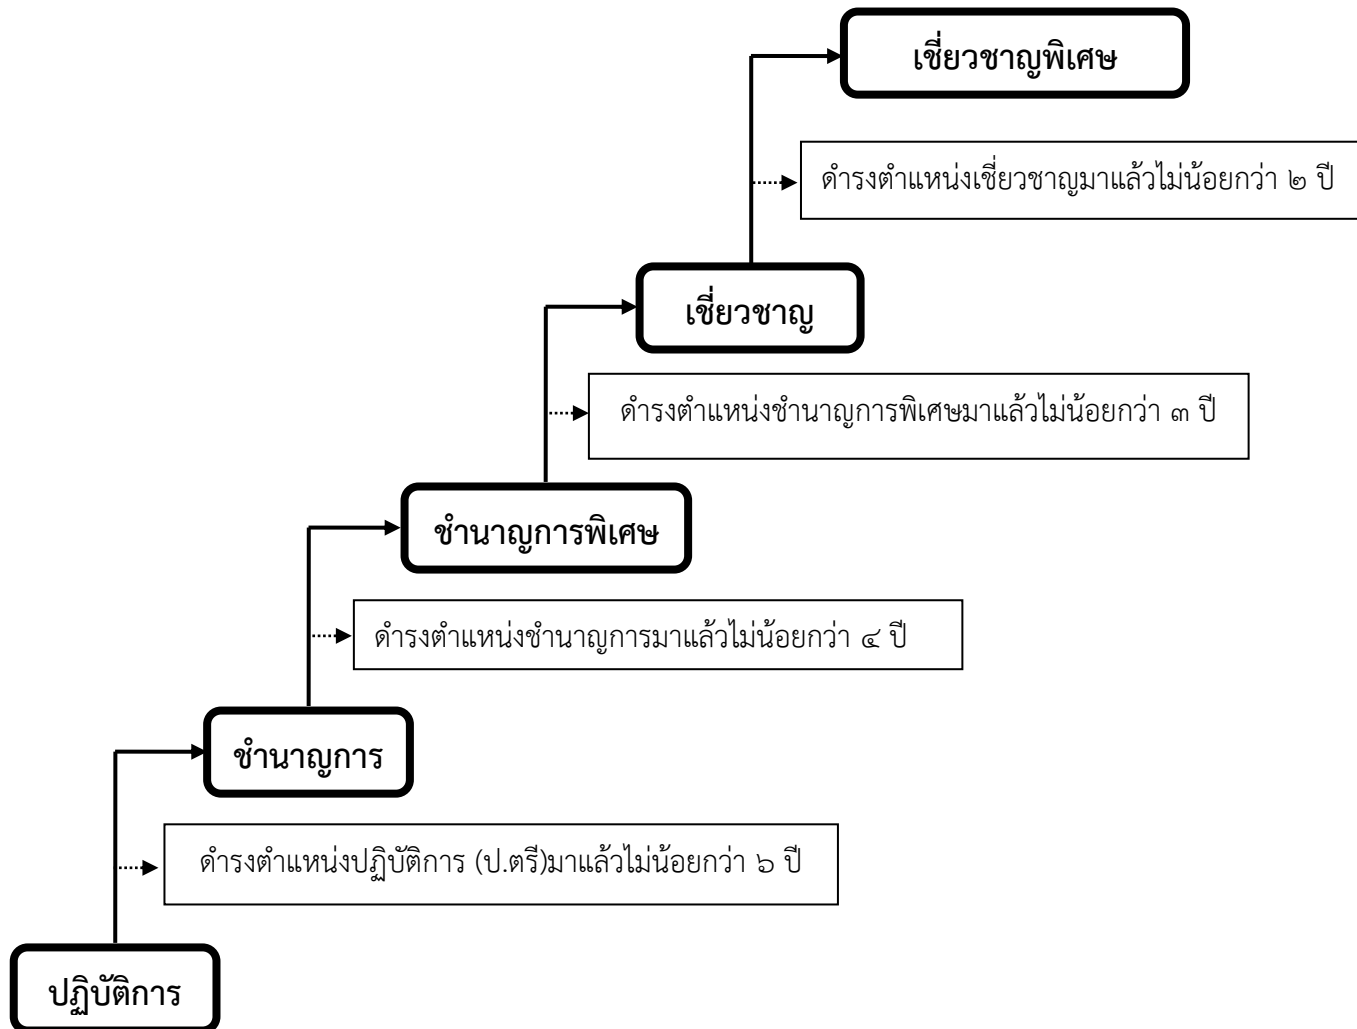 เชี่ยวชาญพิเศษ
ดำรงตำแหน่งเชี่ยวชาญมาแล้วไม่น้อยกว่า ๒ ปี
เชี่ยวชาญ
ดำรงตำแหน่งชำนาญการพิเศษมาแล้วไม่น้อยกว่า ๓ ปี
ชำนาญการพิเศษ
ดำรงตำแหน่งชำนาญการมาแล้วไม่น้อยกว่า ๔ ปี
ชำนาญการ
ดำรงตำแหน่งปฏิบัติการ (ป.ตรี)มาแล้วไม่น้อยกว่า ๖ ปี
ปฏิบัติการ